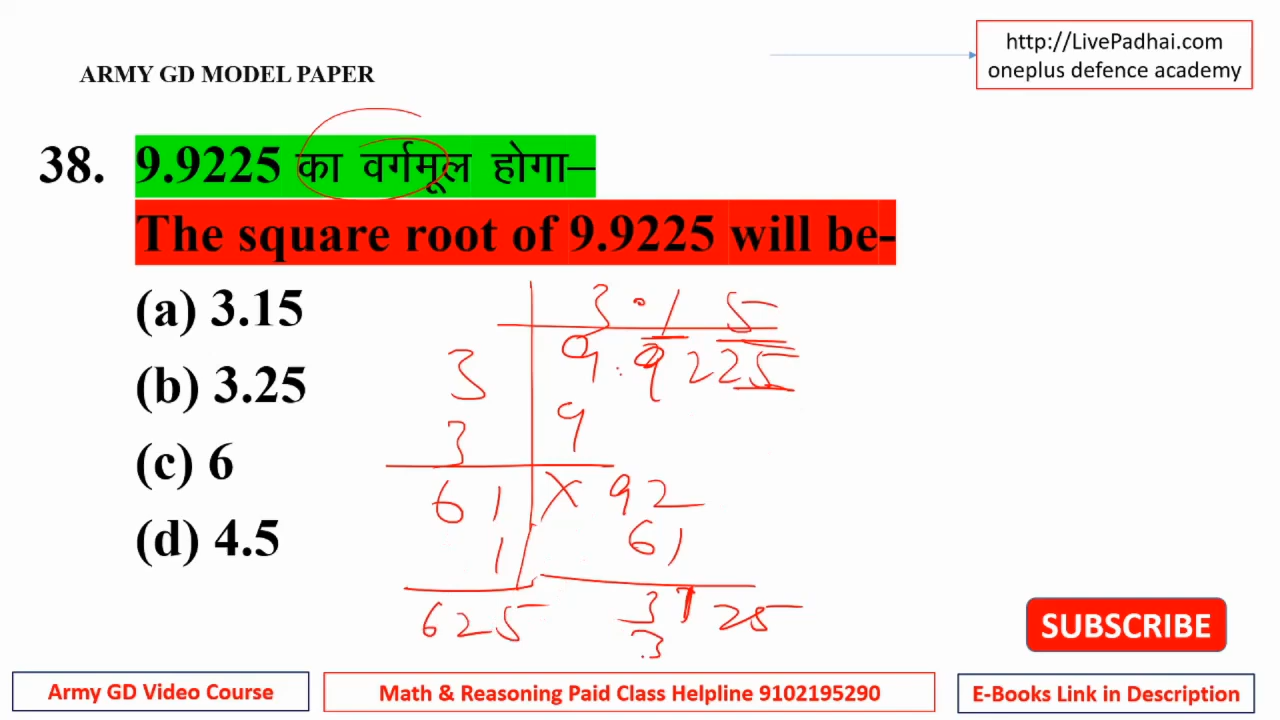 http://LivePadhai.com
oneplus defence academy
ARMY GD MODEL PAPER
38. 9.9225 का वर्गमूल होगा–
The square root of 9.9225 will be-
(a) 3.15
(b) 3.25
(c) 6
(d) 4.5
3.15
3 9.9225
3 9
61 X 92
1 61
625 3125
3
SUBSCRIBE
Army GD Video Course
Math & Reasoning Paid Class Helpline 9102195290
E-Books Link in Description